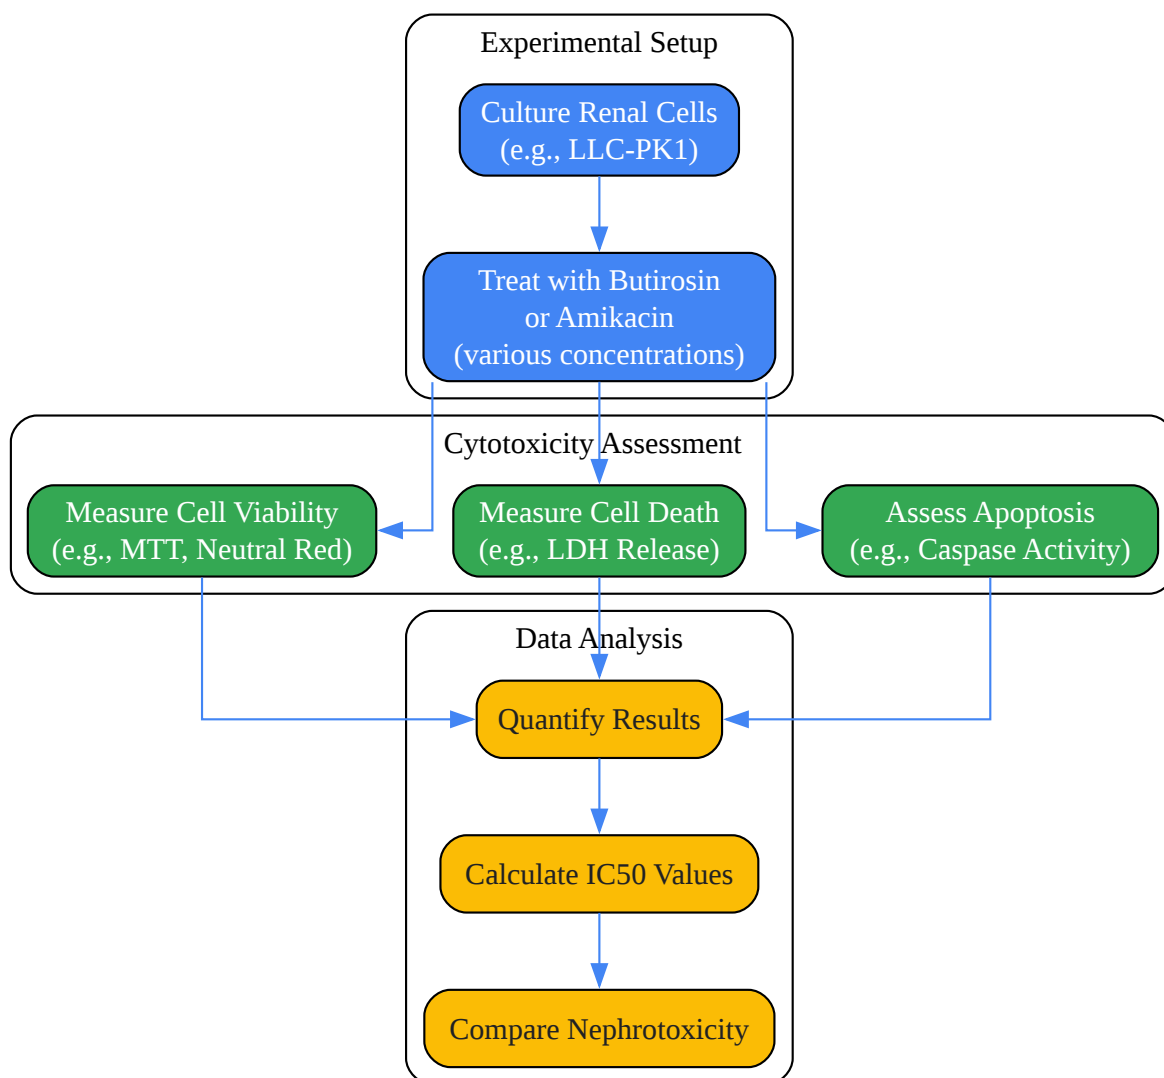 Experimental Setup
Culture Renal Cells
(e.g., LLC-PK1)
Treat with Butirosin
or Amikacin
(various concentrations)
Cytotoxicity Assessment
Measure Cell Viability
(e.g., MTT, Neutral Red)
Measure Cell Death
(e.g., LDH Release)
Assess Apoptosis
(e.g., Caspase Activity)
Data Analysis
Quantify Results
Calculate IC50 Values
Compare Nephrotoxicity